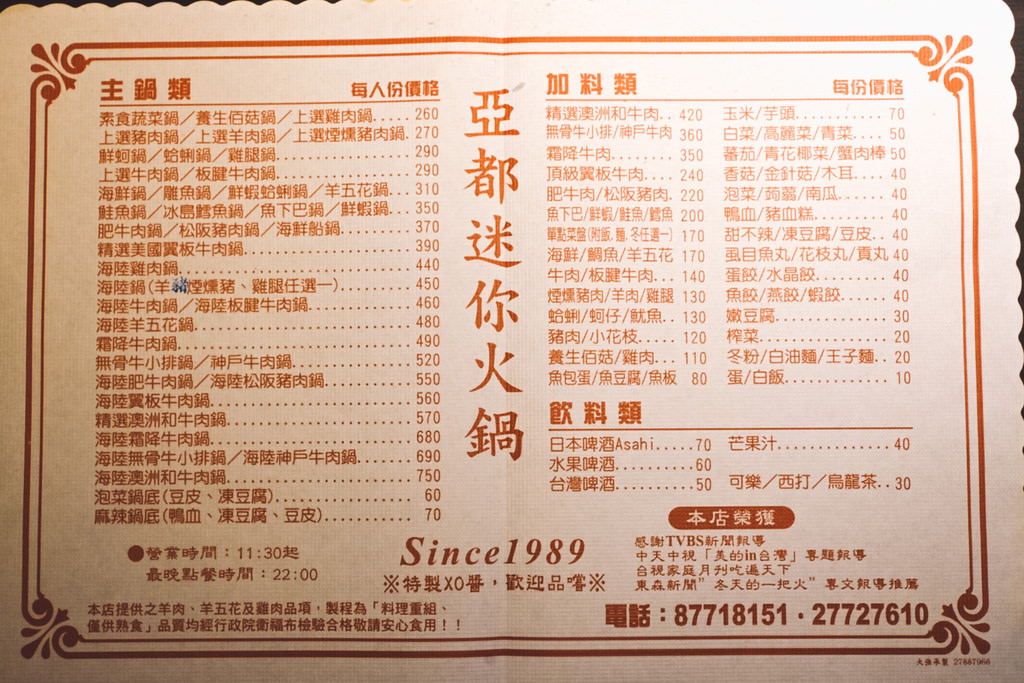 主鍋類 每人份價格
素食蔬菜鍋／養生佰菇鍋／上選雞肉鍋..... 260
上選豬肉鍋／上選羊肉鍋／上選煙燻豬肉鍋. 270
鮮蚵鍋／蛤蜊鍋／雞腿鍋................. 290
上選牛肉鍋／板腱牛肉鍋................. 290
海鮮鍋／雕魚鍋／鮮蝦蛤蜊鍋／羊五花鍋... 310
鮭魚鍋／冰島鱈魚鍋／魚下巴鍋／鮮蝦鍋... 350
肥牛肉鍋／松阪豬肉鍋／海鮮船鍋......... 370
精選美國翼板牛肉鍋..................... 390
海陸雞肉鍋............................. 440
海陸鍋(羊、豬、煙燻豬、雞腿任選一)......... 450
海陸牛肉鍋／海陸板腱牛肉鍋............. 460
海陸羊五花鍋........................... 480
霜降牛肉鍋............................. 490
無骨牛小排鍋／神戶牛肉鍋............... 520
海陸肥牛肉鍋／海陸松阪豬肉鍋........... 550
海陸翼板牛肉鍋......................... 560
精選澳洲和牛肉鍋....................... 570
海陸霜降牛肉鍋......................... 680
海陸無骨牛小排鍋／海陸神戶牛肉鍋....... 690
海陸澳洲和牛肉鍋....................... 750
泡菜鍋底(豆皮、凍豆腐)................. 60
麻辣鍋底(鴨血、凍豆腐、豆皮)........... 70
●營業時間：11:30起
最晚點餐時間：22:00
亞都迷你火鍋
Since1989
※特製XO醬，歡迎品嚐※
加料類 每份價格
精選澳洲和牛肉.. 420
無骨牛小排/神戶牛肉 360
霜降牛肉........ 350
頂級翼板牛肉.... 240
肥牛肉/松阪豬肉. 220
魚下巴/鮮蝦/鮭魚/鱈魚 200
單點菜盤(附飯、麵、冬任選一) 170
海鮮/鯛魚/羊五花 170
牛肉/板腱牛肉... 140
煙燻豬肉/羊肉/雞腿 130
蛤蜊/蚵仔/魷魚.. 130
豬肉/小花枝..... 120
養生佰菇/雞肉... 110
魚包蛋/魚豆腐/魚板 80
玉米/芋頭........... 70
白菜/高麗菜/青菜.... 50
蕃茄/青花椰菜/蟹肉棒 50
香菇/金針菇/木耳.... 40
泡菜/蒟蒻/南瓜...... 40
鴨血/豬血糕......... 40
甜不辣/凍豆腐/豆皮.. 40
虱目魚丸/花枝丸/貢丸 40
蛋餃/水晶餃......... 40
魚餃/燕餃/蝦餃...... 40
嫩豆腐.............. 30
榨菜................ 20
冬粉/白油麵/王子麵.. 20
蛋/白飯............. 10
飲料類
日本啤酒Asahi..... 70
水果啤酒.......... 60
台灣啤酒.......... 50
芒果汁............. 40
可樂／西打／烏龍茶.. 30
本店榮獲
感謝TVBS新聞報導
中天中視「美的in台灣」專題報導
台視家庭月刊吃遍天下
東森新聞"冬天的一把火"專文報導推薦
本店提供之羊肉、羊五花及雞肉品項，製程為「料理重組、
僅供熟食」品質均經行政院衛福布檢驗合格敬請安心食用！！
電話：87718151・27727610
大強承製 27887966